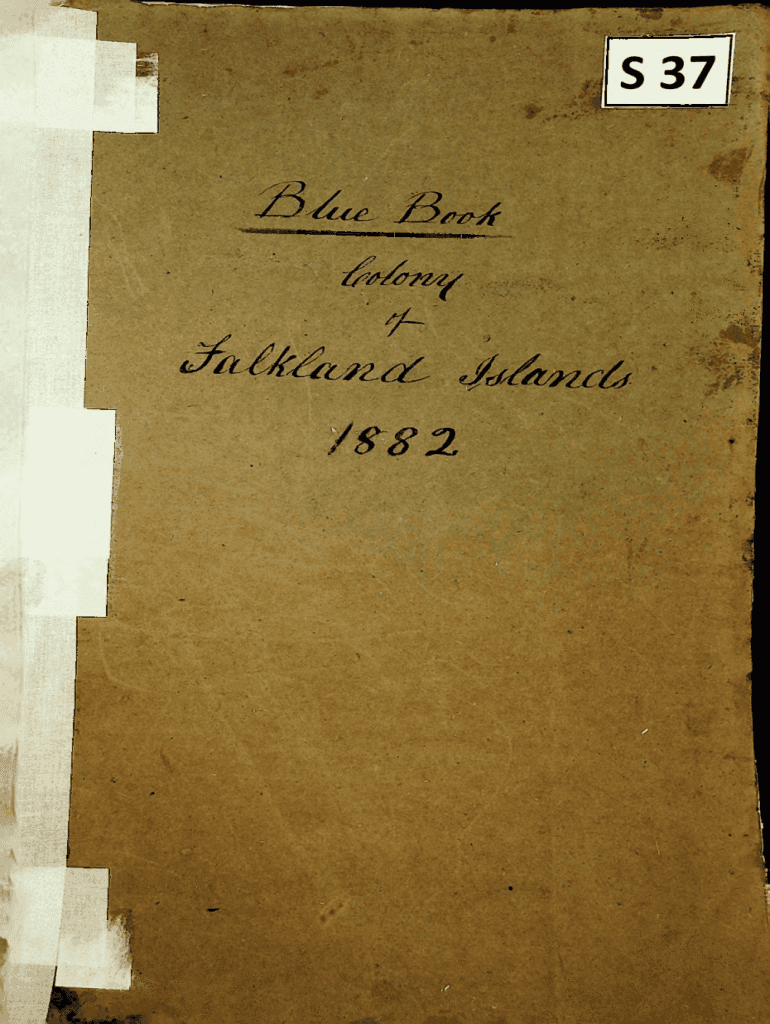 S 37
Blue Book
Colony
of
Falkland Islands
1882